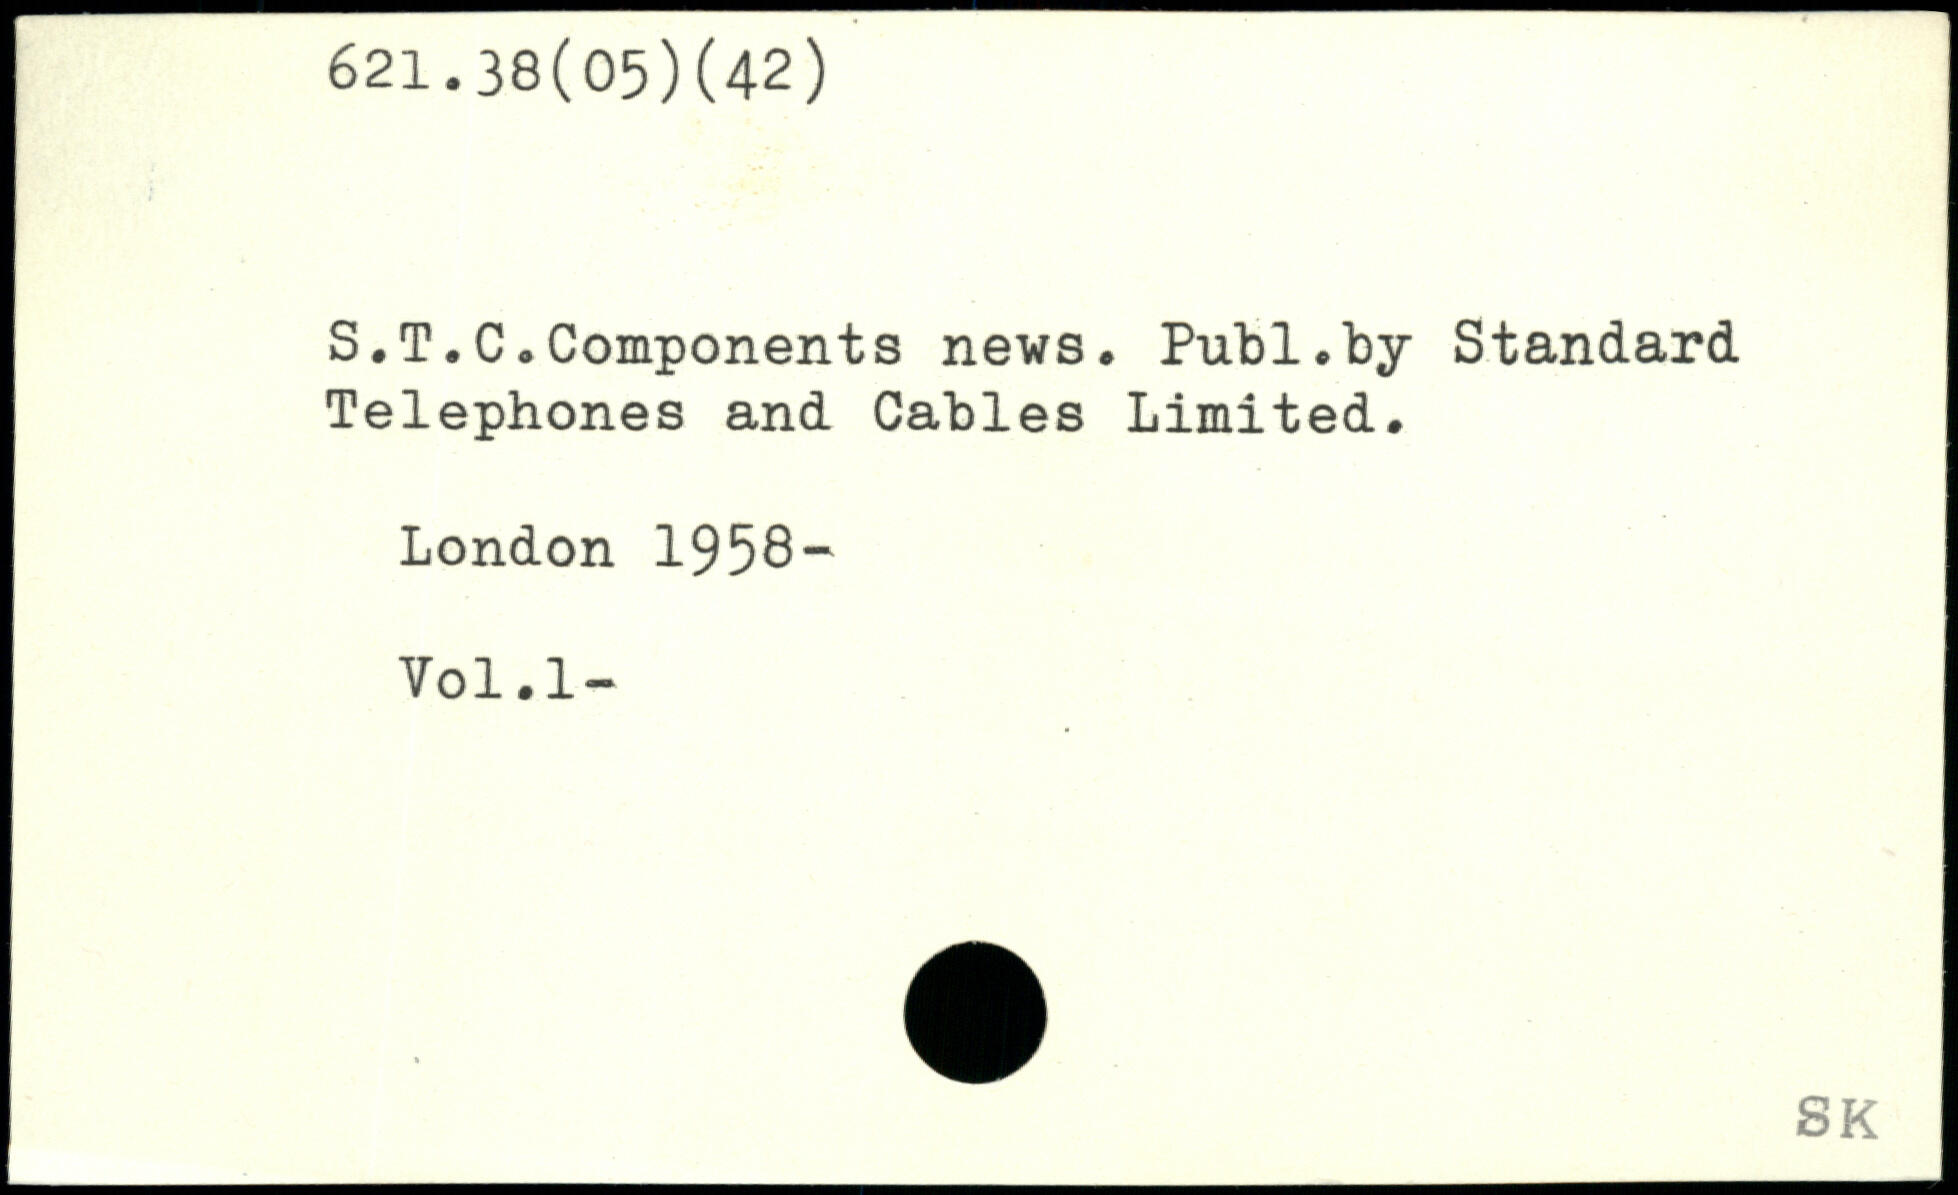 621.38(05)(42)
S.T.C.Components news. Publ.by Standard
Telephones and Cables Limited.
London 1958-
Vol.1-
SK